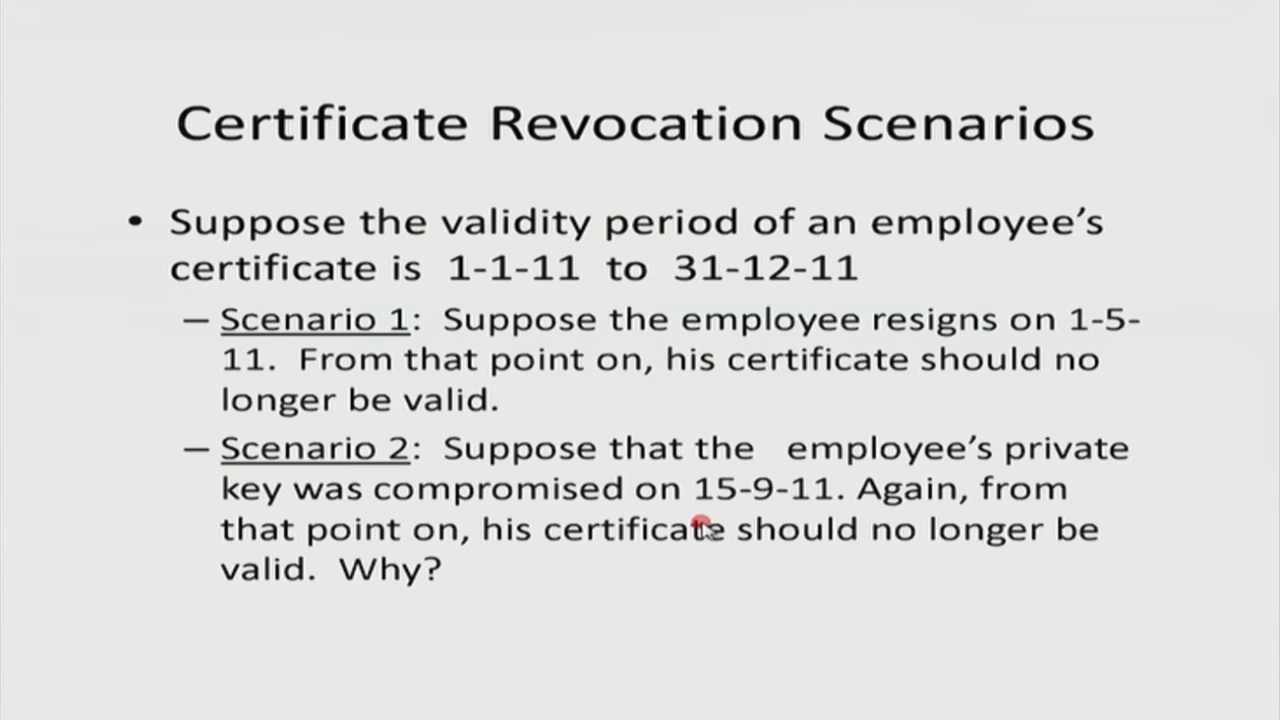 Certificate Revocation Scenarios
• Suppose the validity period of an employee’s
certificate is 1-1-11 to 31-12-11
– Scenario 1: Suppose the employee resigns on 1-5-
11. From that point on, his certificate should no
longer be valid.
– Scenario 2: Suppose that the employee’s private
key was compromised on 15-9-11. Again, from
that point on, his certificate should no longer be
valid. Why?